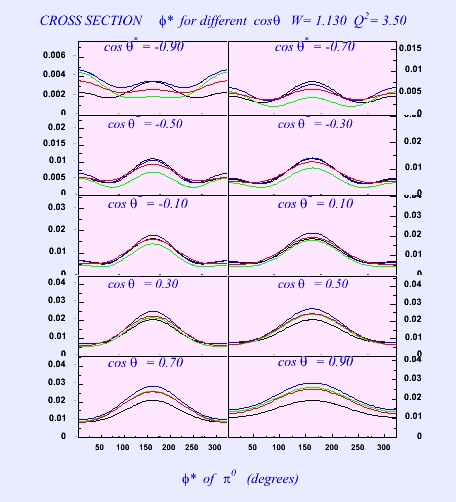 CROSS SECTION ϕ* for different cosθ W= 1.130 Q²= 3.50
cos θ* = -0.90 cos θ* = -0.70
0.006 0.015
0.004 0.010
0.002 0.005
0 0
cos θ = -0.50 cos θ = -0.30
0.02 0.02
0.015
0.01 0.01
0.005
0 0
cos θ = -0.10 cos θ = 0.10
0.03 0.03
0.02 0.02
0.01 0.01
0 0
cos θ = 0.30 cos θ = 0.50
0.04 0.04
0.03 0.03
0.02 0.02
0.01 0.01
0 0
cos θ = 0.70 cos θ = 0.90
0.04 0.04
0.03 0.03
0.02 0.02
0.01 0.01
0 0
50 100 150 200 250 300 50 100 150 200 250 300
ϕ* of π⁰ (degrees)